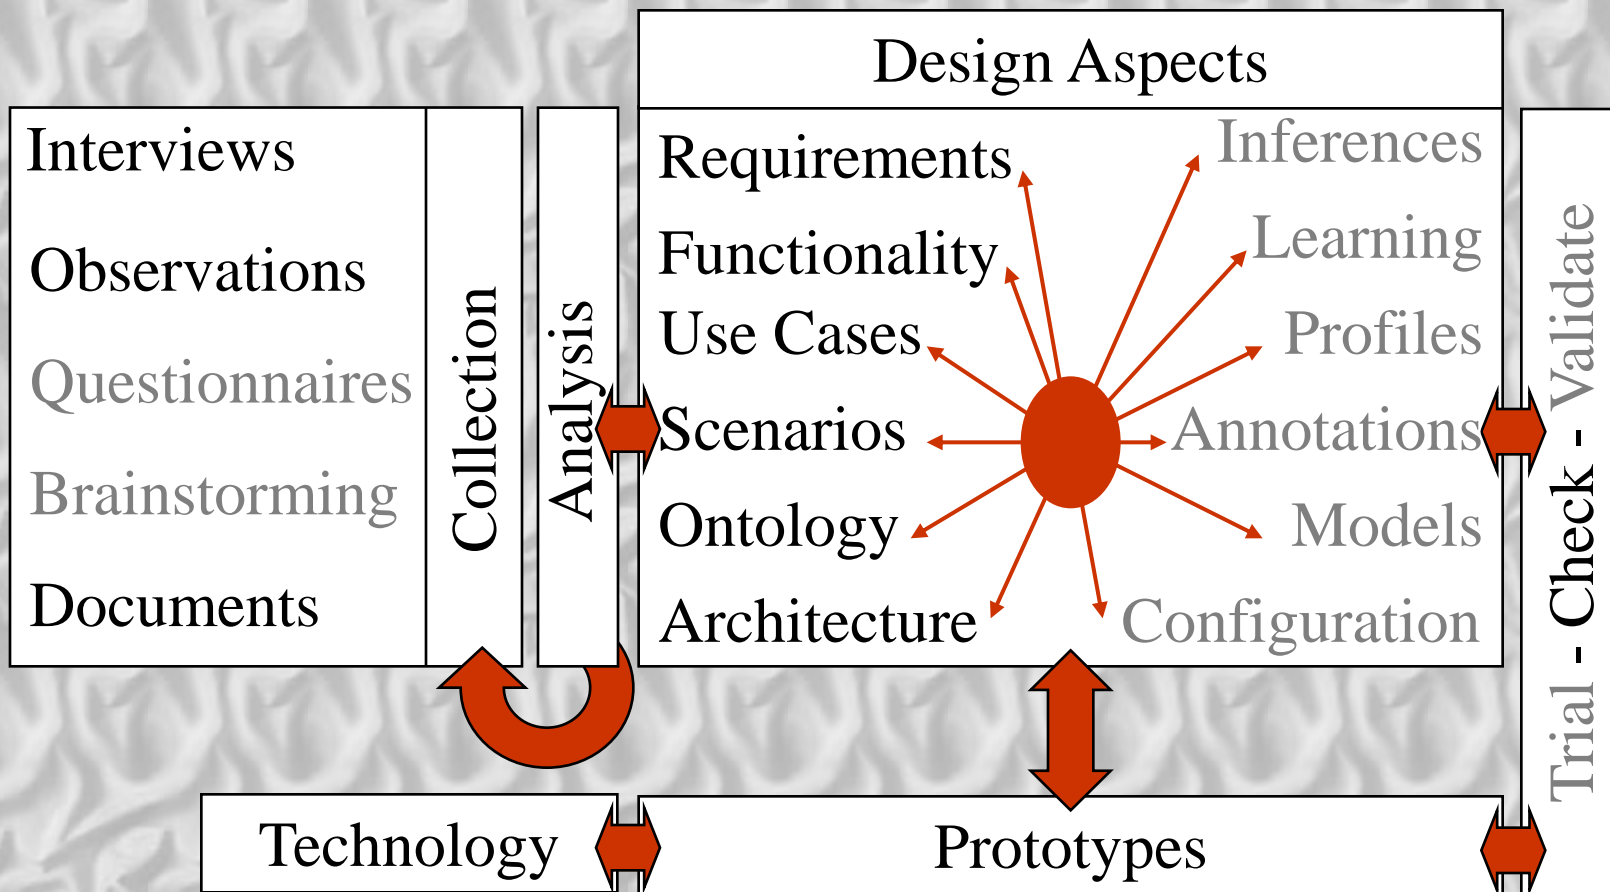 Design Aspects
Interviews
Observations
Questionnaires
Brainstorming
Documents
Collection
Analysis
Requirements
Functionality
Use Cases
Scenarios
Ontology
Architecture
Inferences
Learning
Profiles
Annotations
Models
Configuration
Trial - Check - Validate
Technology
Prototypes